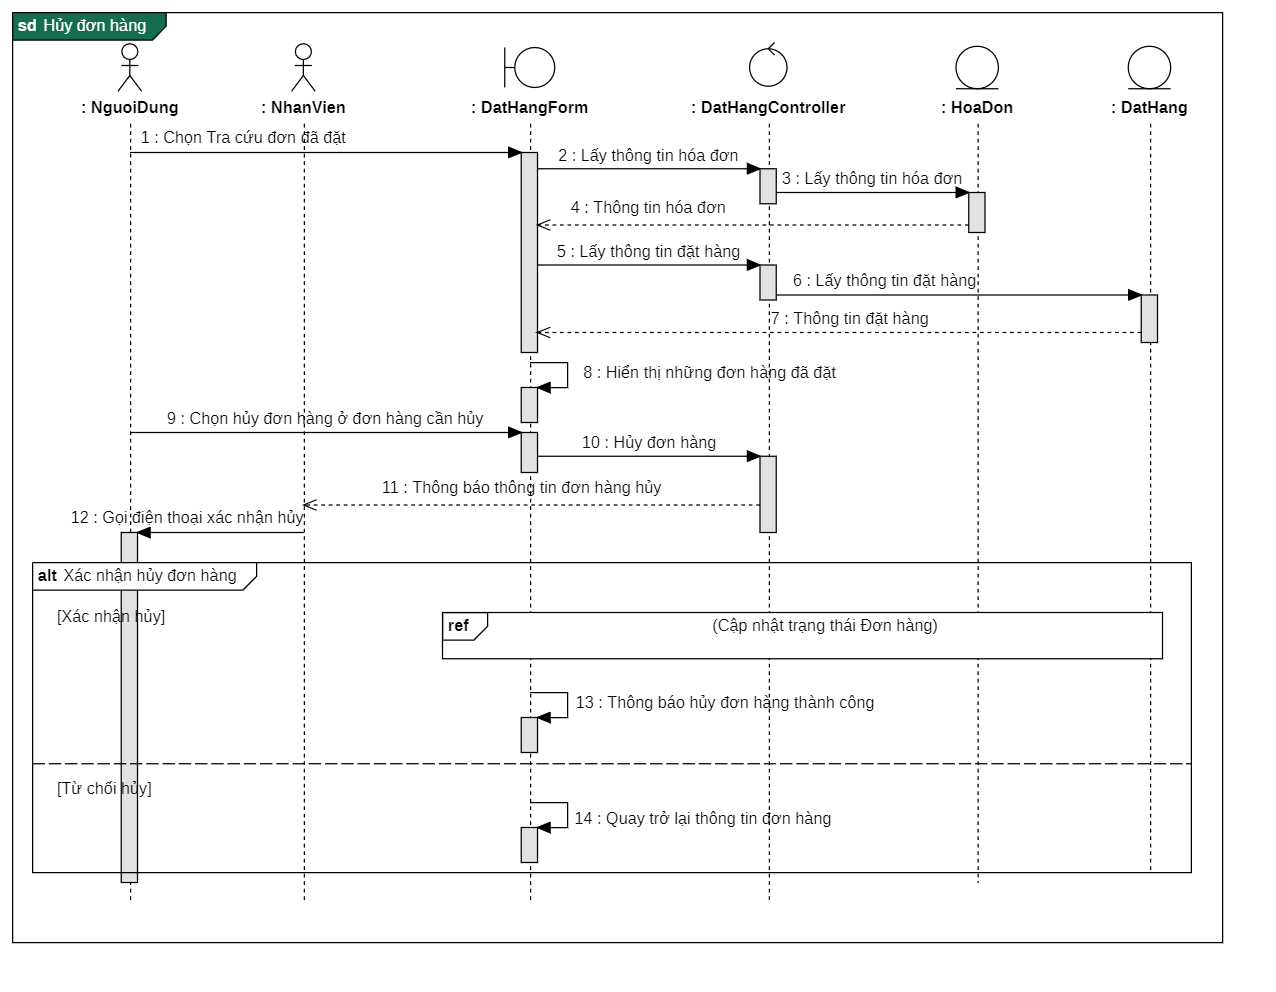 sd Hủy đơn hàng
: NguoiDung
: NhanVien
: DatHangForm
: DatHangController
: HoaDon
: DatHang
1 : Chọn Tra cứu đơn đã đặt
2 : Lấy thông tin hóa đơn
3 : Lấy thông tin hóa đơn
4 : Thông tin hóa đơn
5 : Lấy thông tin đặt hàng
6 : Lấy thông tin đặt hàng
7 : Thông tin đặt hàng
8 : Hiển thị những đơn hàng đã đặt
9 : Chọn hủy đơn hàng ở đơn hàng cần hủy
10 : Hủy đơn hàng
11 : Thông báo thông tin đơn hàng hủy
12 : Gọi điện thoại xác nhận hủy
alt Xác nhận hủy đơn hàng
[Xác nhận hủy]
ref
(Cập nhật trạng thái Đơn hàng)
13 : Thông báo hủy đơn hàng thành công
[Từ chối hủy]
14 : Quay trở lại thông tin đơn hàng